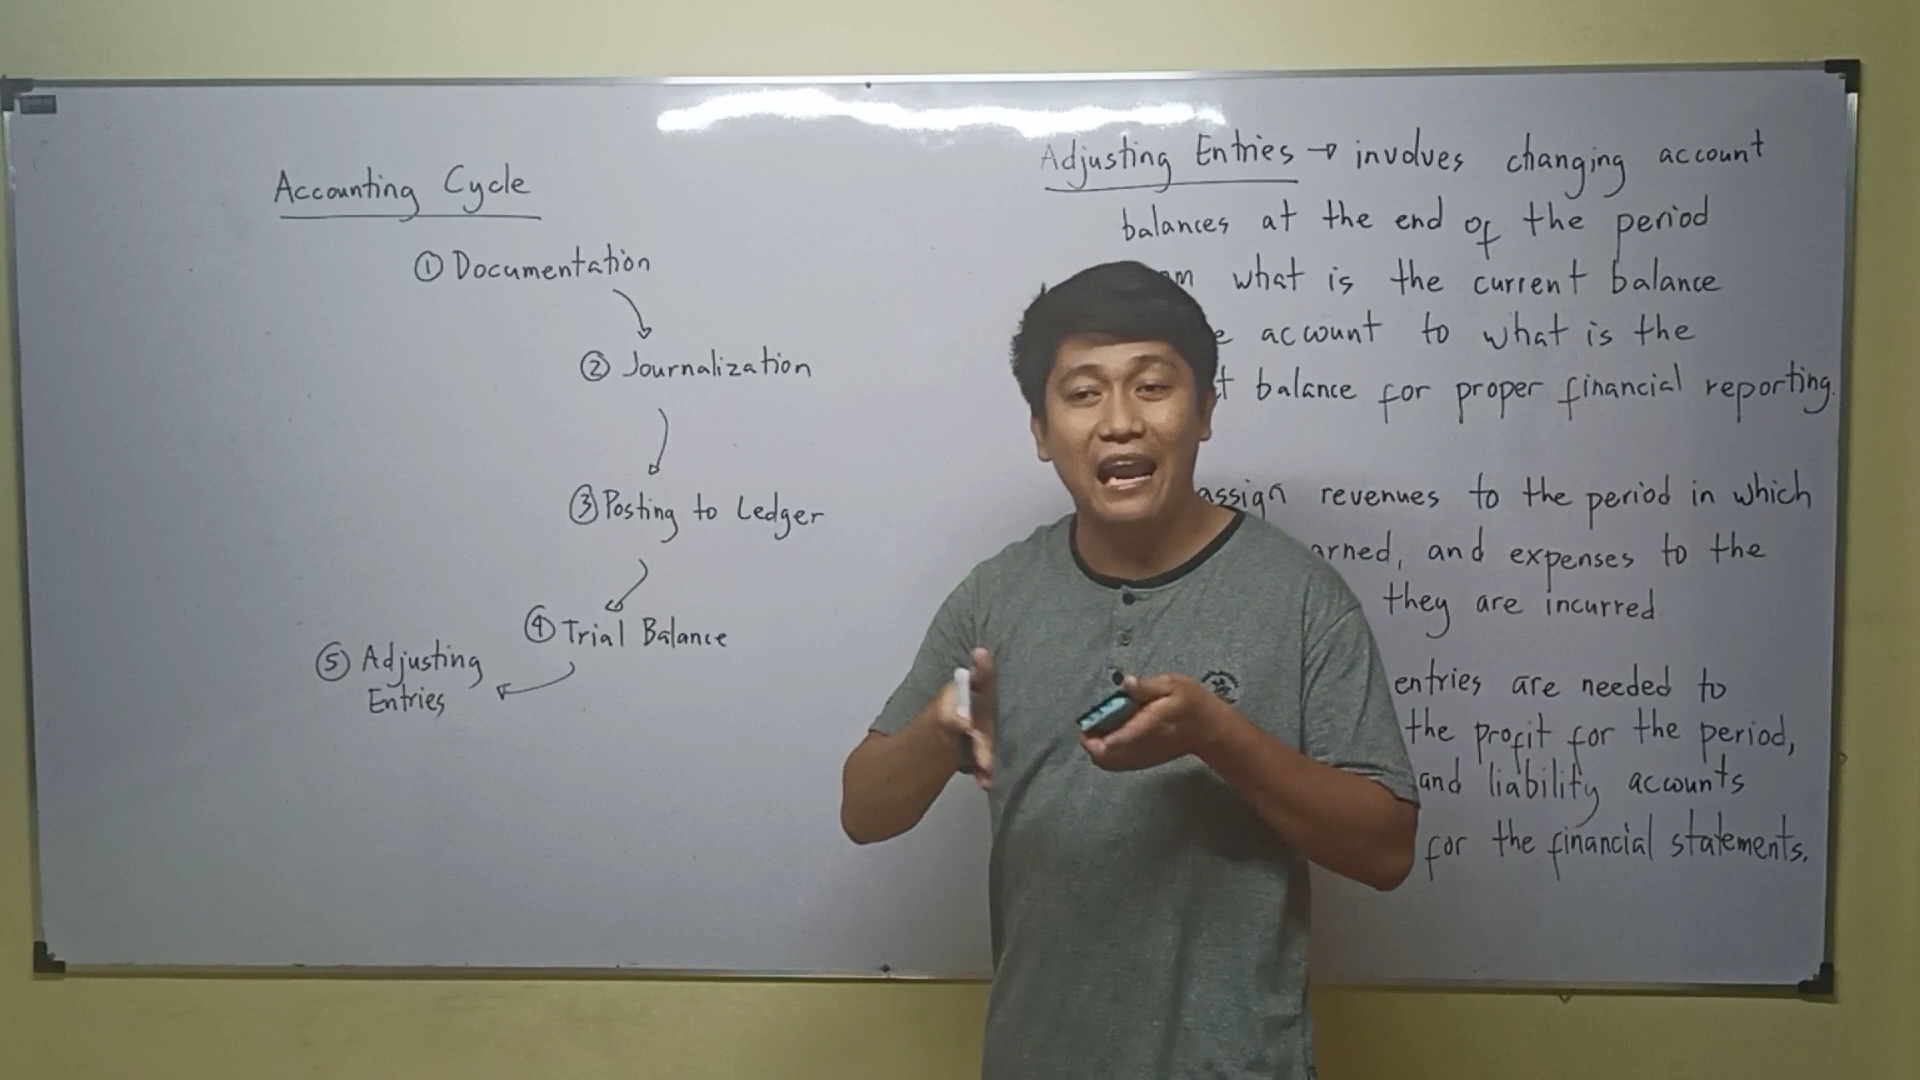 Accounting Cycle
① Documentation
② Journalization
③ Posting to Ledger
④ Trial Balance
⑤ Adjusting
Entries
Adjusting Entries → involves changing account
balances at the end of the period
what is the current balance
account to what is the
balance for proper financial reporting.
assign revenues to the period in which
and expenses to the
they are incurred.
entries are needed to
the profit for the period,
and liability accounts
for the financial statements.